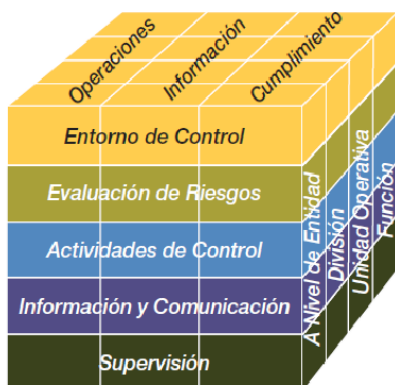 Operaciones
Información
Cumplimiento
Entorno de Control
Evaluación de Riesgos
Actividades de Control
Información y Comunicación
Supervisión
A Nivel de Entidad
División
Unidad Operativa
Función